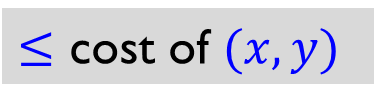 ≤ cost of (x, y)